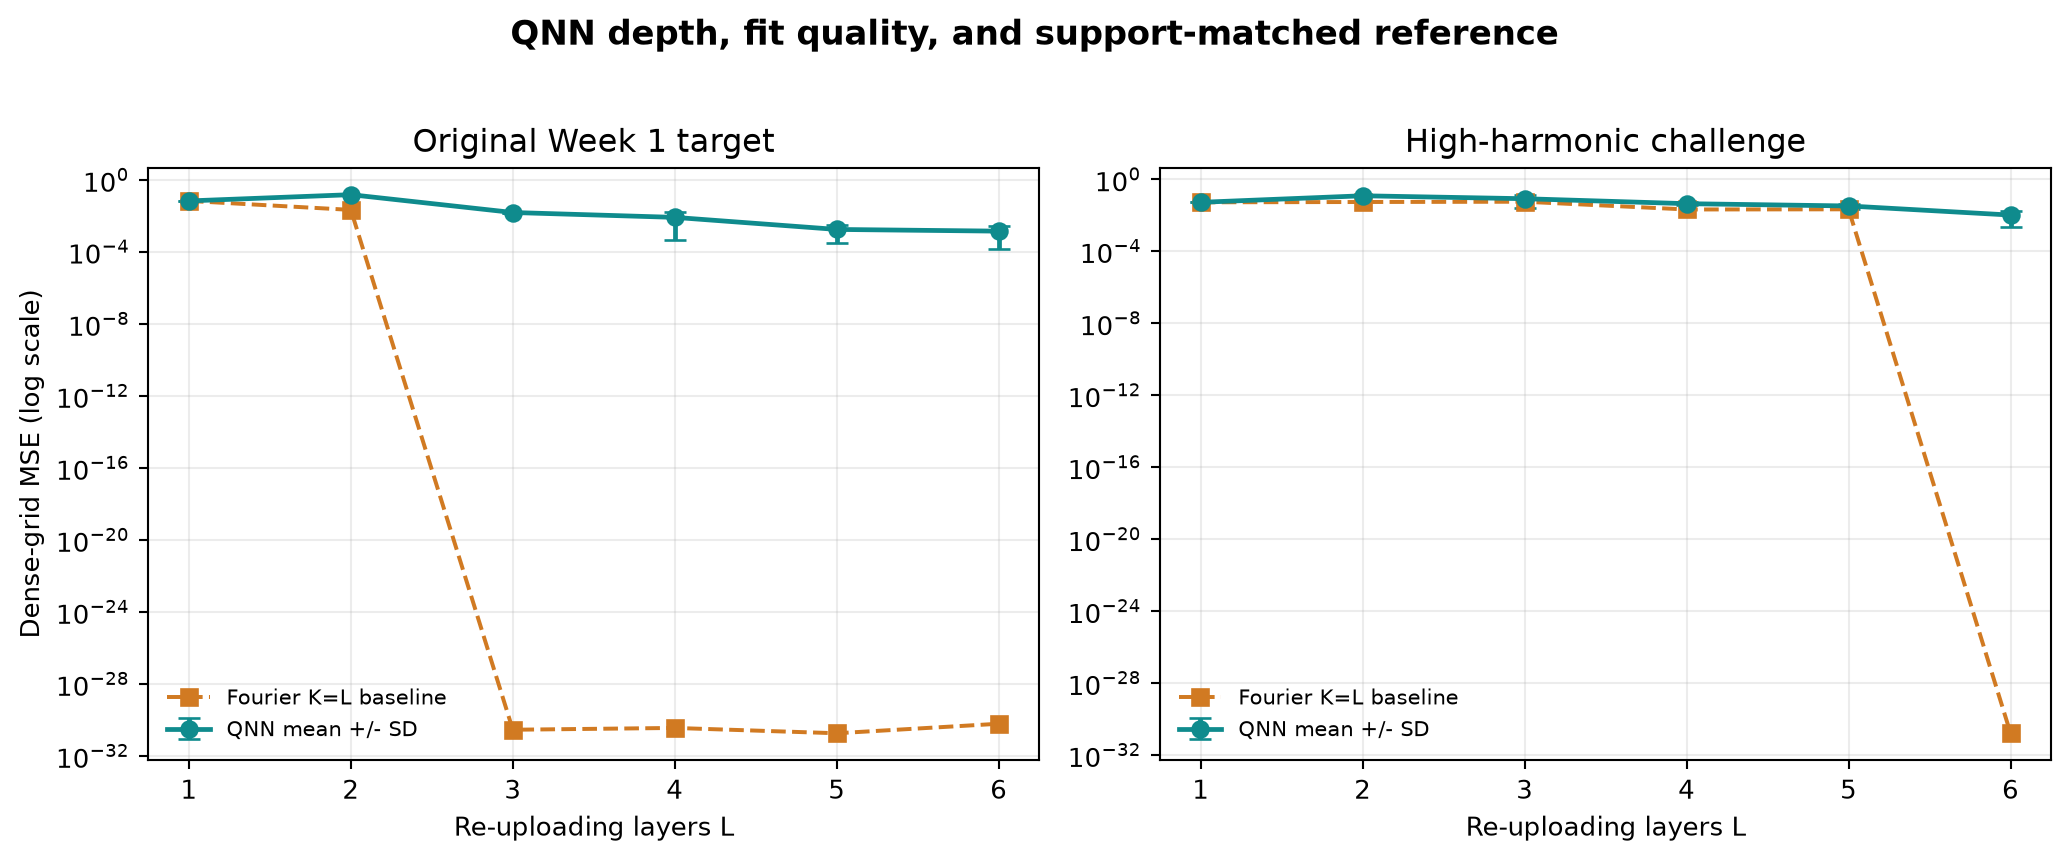 QNN depth, fit quality, and support-matched reference
Original Week 1 target
Dense-grid MSE (log scale)
10⁰
10⁻⁴
10⁻⁸
10⁻¹²
10⁻¹⁶
10⁻²⁰
10⁻²⁴
10⁻²⁸
10⁻³²
Fourier K=L baseline
QNN mean +/- SD
1 2 3 4 5 6
Re-uploading layers L
High-harmonic challenge
10⁰
10⁻⁴
10⁻⁸
10⁻¹²
10⁻¹⁶
10⁻²⁰
10⁻²⁴
10⁻²⁸
10⁻³²
Fourier K=L baseline
QNN mean +/- SD
1 2 3 4 5 6
Re-uploading layers L